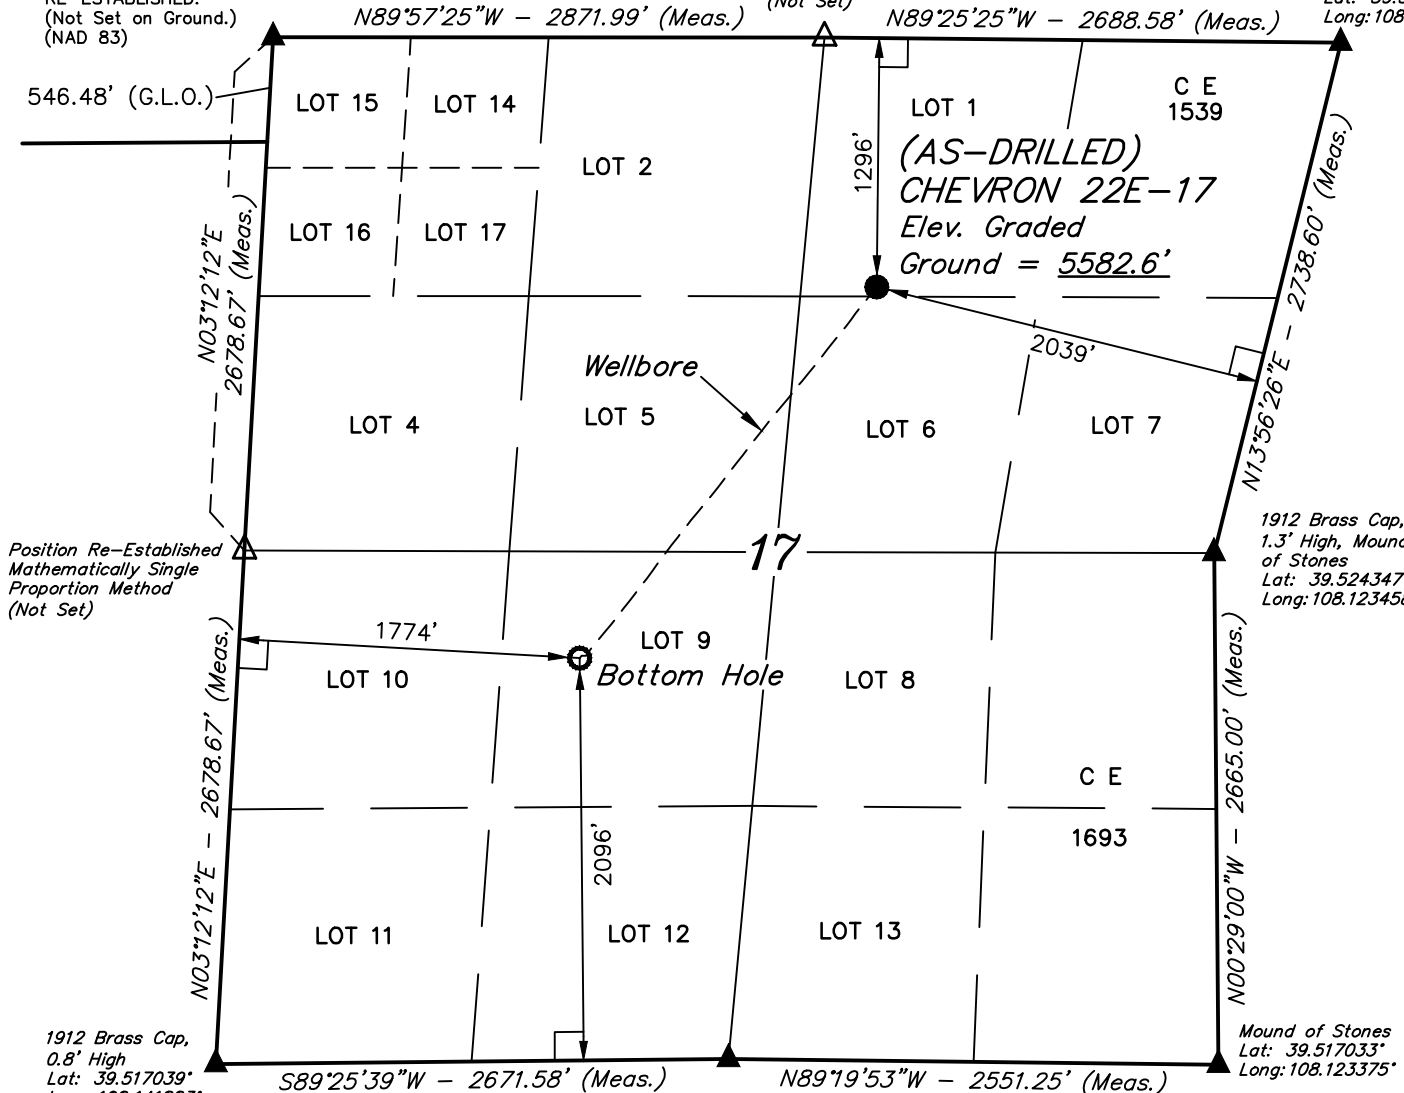 (Not Set on Ground.)
(NAD 83)
N89°57'25"W - 2871.99' (Meas.)
(Not Set)
N89°25'25"W - 2688.58' (Meas.)
Long:108
546.48' (G.L.O.)
LOT 15
LOT 14
LOT 2
LOT 1
C E
1539
1296'
(AS-DRILLED)
CHEVRON 22E-17
Elev. Graded
Ground = 5582.6'
LOT 16
LOT 17
N03°12'12"E
2678.67' (Meas.)
N13°56'26"E - 2738.60' (Meas.)
2039'
Wellbore
LOT 4
LOT 5
LOT 6
LOT 7
17
Position Re-Established
Mathematically Single
Proportion Method
(Not Set)
1912 Brass Cap,
1.3' High, Mound
of Stones
Lat: 39.524347
Long:108.12345
1774'
LOT 9
Bottom Hole
LOT 10
LOT 8
C E
1693
N03°12'12"E - 2678.67' (Meas.)
2096'
N00°29'00"W - 2665.00' (Meas.)
LOT 11
LOT 12
LOT 13
1912 Brass Cap,
0.8' High
Lat: 39.517039°
S89°25'39"W - 2671.58' (Meas.)
N89°19'53"W - 2551.25' (Meas.)
Mound of Stones
Lat: 39.517033°
Long:108.123375°